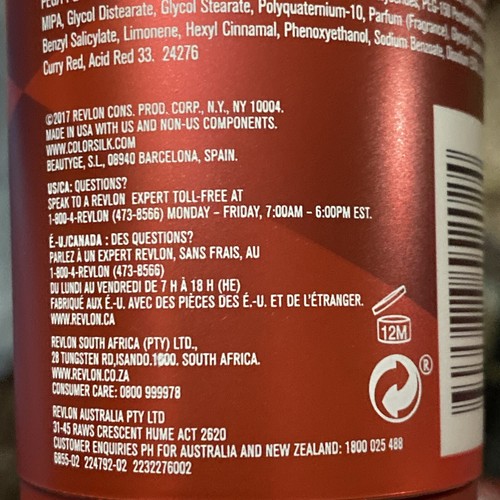 MIPA, Glycol Distearate, Glycol Stearate, Polyquaternium-10, Parfum (Fragrance),
Benzyl Salicylate, Limonene, Hexyl Cinnamal, Phenoxyethanol, Sodium Benzoate,
Curry Red, Acid Red 33. 24276
©2017 REVLON CONS. PROD. CORP., N.Y., NY 10004.
MADE IN USA WITH US AND NON-US COMPONENTS.
WWW.COLORSILK.COM
BEAUTYGE, S.L., 08940 BARCELONA, SPAIN.
US/CA: QUESTIONS?
SPEAK TO A REVLON EXPERT TOLL-FREE AT
1-800-4-REVLON (473-8566) MONDAY – FRIDAY, 7:00AM – 6:00PM EST.
É.-U./CANADA : DES QUESTIONS?
PARLEZ À UN EXPERT REVLON, SANS FRAIS, AU
1-800-4-REVLON (473-8566)
DU LUNDI AU VENDREDI DE 7 H À 18 H (HE)
FABRIQUÉ AUX É.-U. AVEC DES PIÈCES DES É.-U. ET DE L'ÉTRANGER.
WWW.REVLON.CA
12M
REVLON SOUTH AFRICA (PTY) LTD.,
28 TUNGSTEN RD,ISANDO.1600. SOUTH AFRICA.
WWW.REVLON.CO.ZA
CONSUMER CARE: 0800 999978
®
REVLON AUSTRALIA PTY LTD
31-45 RAWS CRESCENT HUME ACT 2620
CUSTOMER ENQUIRIES PH FOR AUSTRALIA AND NEW ZEALAND: 1800 025 488
6855-02 224792-02 2232276002